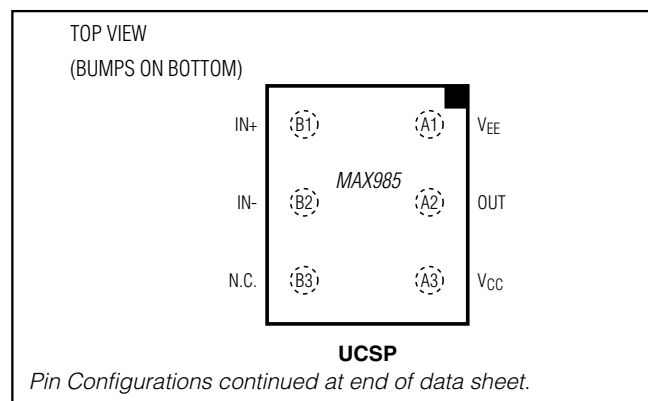 TOP VIEW
(BUMPS ON BOTTOM)
IN+ B1 A1 VEE
MAX985
IN- B2 A2 OUT
N.C. B3 A3 VCC
UCSP
Pin Configurations continued at end of data sheet.